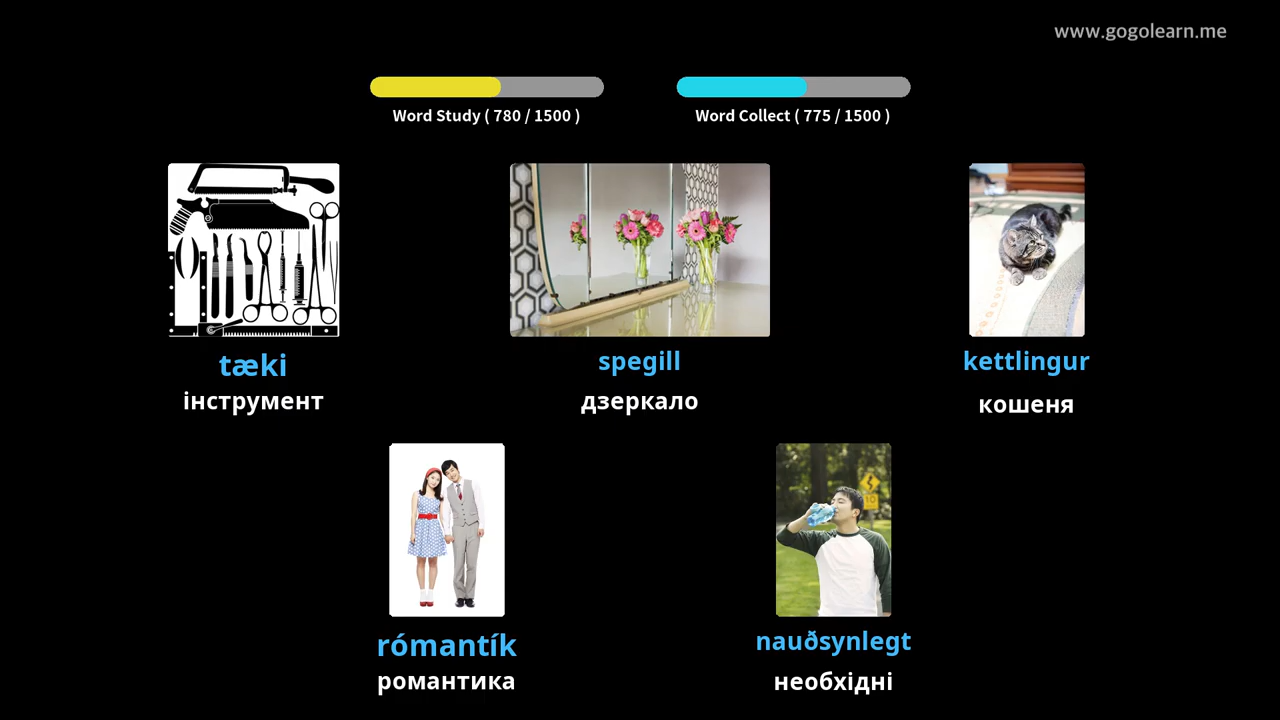 www.gogolearn.me
Word Study ( 780 / 1500 )
Word Collect ( 775 / 1500 )
tæki
інструмент
spegill
дзеркало
kettlingur
кошеня
rómantík
романтика
nauðsynlegt
необхідні